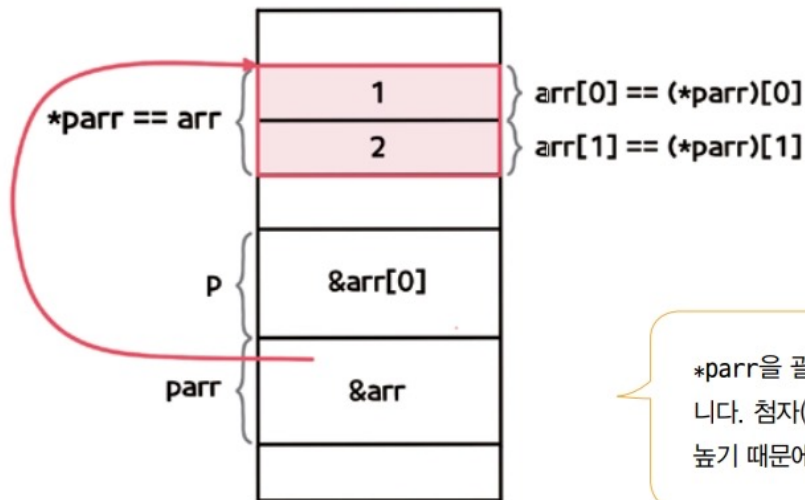 1
arr[0] == (*parr)[0]
*parr == arr
2
arr[1] == (*parr)[1]
p
&arr[0]
parr
&arr
*parr을
니다. 첨자(
높기 때문에